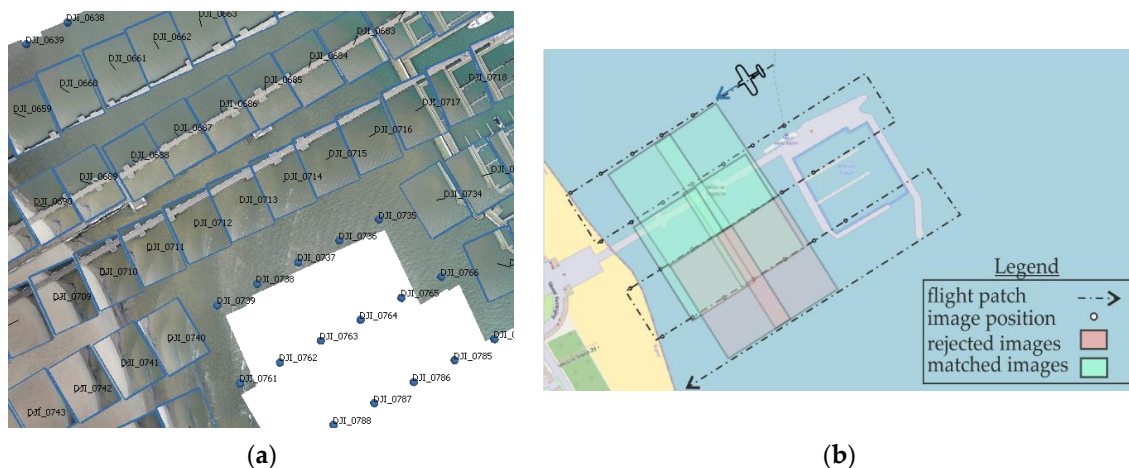 DJI_0638
DJI_0639
DJI_0663
DJI_0662
DJI_0661
DJI_0660
DJI_0659
DJI_0683
DJI_0684
DJI_0685
DJI_0686
DJI_0687
DJI_0688
DJI_0689
DJI_0690
DJI_0718
DJI_0717
DJI_0716
DJI_0715
DJI_0714
DJI_0713
DJI_0712
DJI_0711
DJI_0710
DJI_0709
DJI_0734
DJI_0735
DJI_0736
DJI_0737
DJI_0738
DJI_0739
DJI_0740
DJI_0741
DJI_0742
DJI_0743
DJI_0766
DJI_0765
DJI_0764
DJI_0763
DJI_0762
DJI_0761
DJI_0785
DJI_0786
DJI_0787
DJI_0788
(a)
Legend
flight patch
image position
rejected images
matched images
(b)